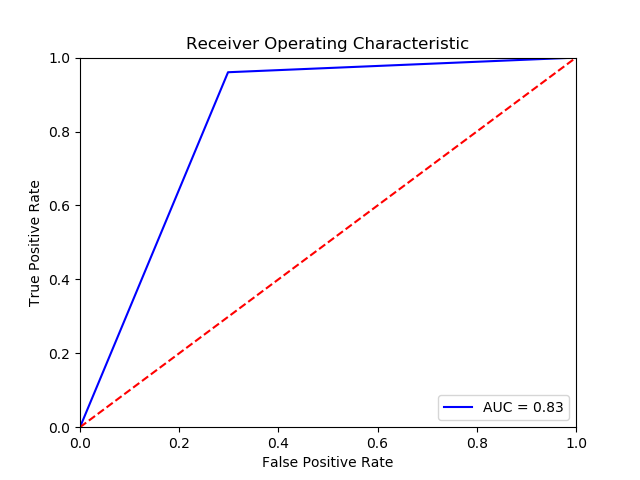 Receiver Operating Characteristic
True Positive Rate
1.0
0.8
0.6
0.4
0.2
0.0
AUC = 0.83
0.0 0.2 0.4 0.6 0.8 1.0
False Positive Rate